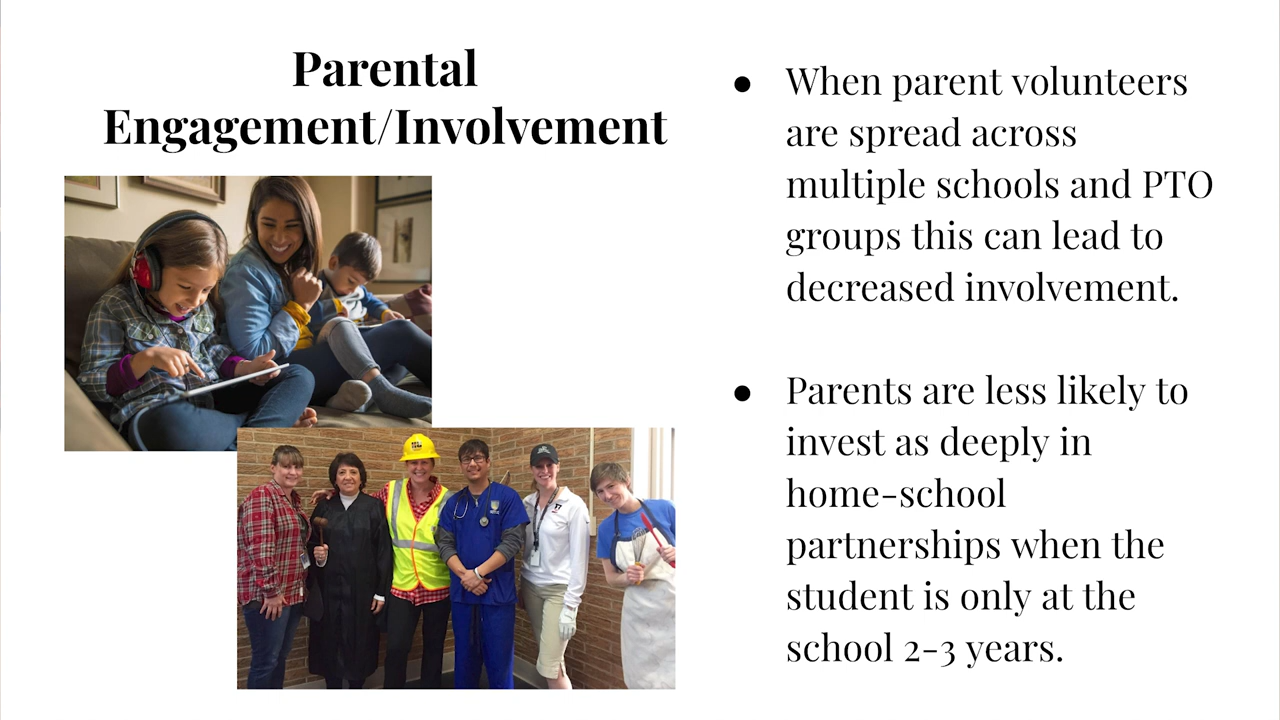 Parental
Engagement/Involvement
● When parent volunteers
are spread across
multiple schools and PTO
groups this can lead to
decreased involvement.
● Parents are less likely to
invest as deeply in
home-school
partnerships when the
student is only at the
school 2-3 years.